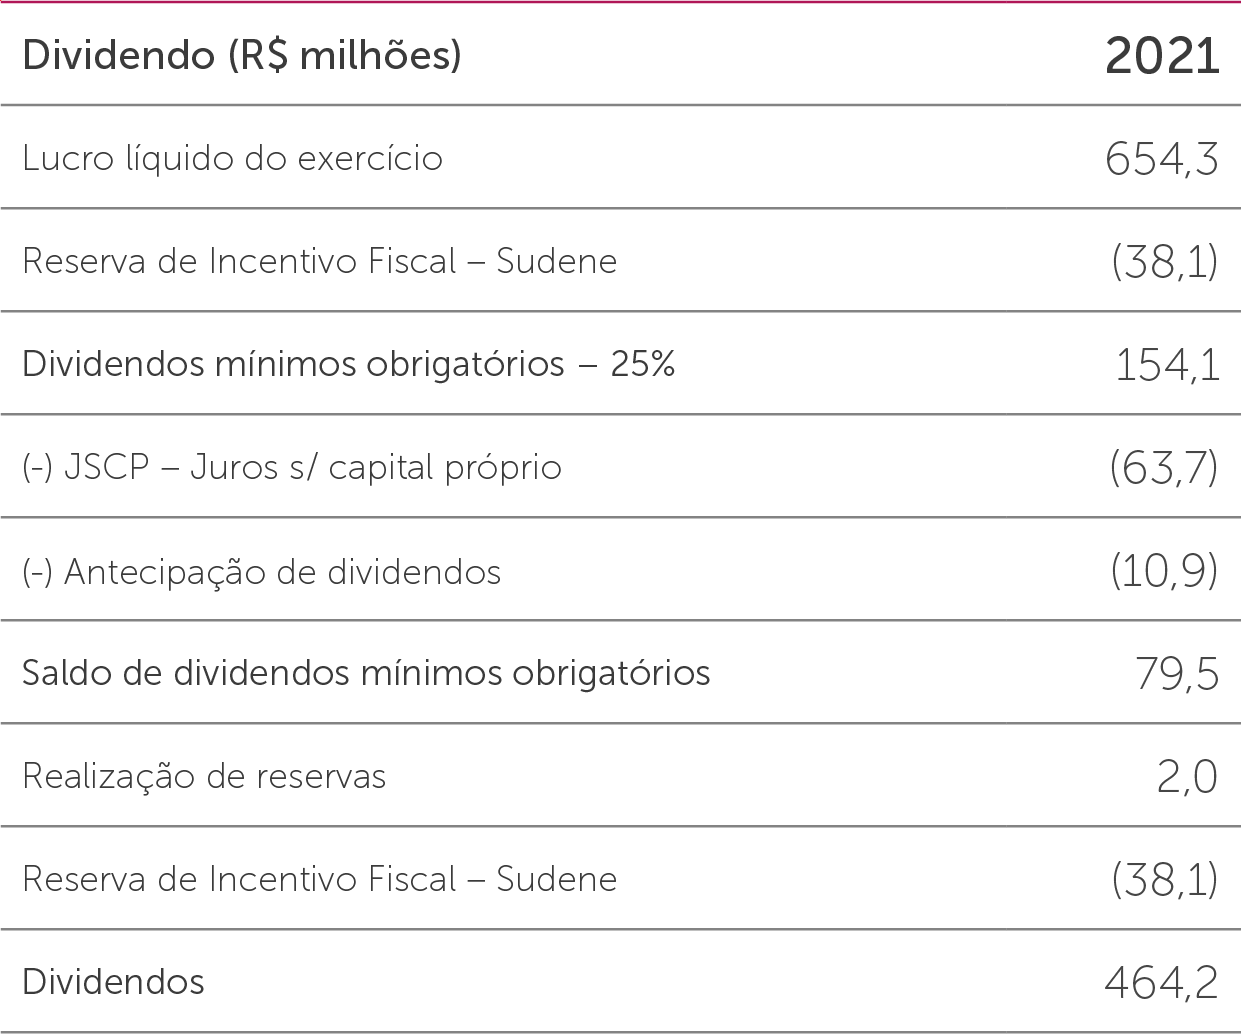 Dividendo (R$ milhões) 2021
Lucro líquido do exercício 654,3
Reserva de Incentivo Fiscal – Sudene (38,1)
Dividendos mínimos obrigatórios – 25% 154,1
(-) JSCP – Juros s/ capital próprio (63,7)
(-) Antecipação de dividendos (10,9)
Saldo de dividendos mínimos obrigatórios 79,5
Realização de reservas 2,0
Reserva de Incentivo Fiscal – Sudene (38,1)
Dividendos 464,2